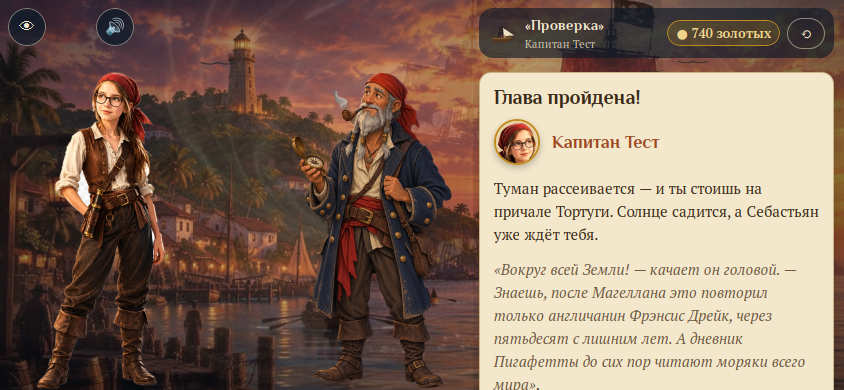 «Проверка»
Капитан Тест
740 золотых
Глава пройдена!
Капитан Тест
Туман рассеивается — и ты стоишь на
причале Тортуги. Солнце садится, а Себастьян
уже ждёт тебя.
«Вокруг всей Земли! — качает он головой. —
Знаешь, после Магеллана это повторил
только англичанин Фрэнсис Дрейк, через
пятьдесят с лишним лет. А дневник
Пигафетты до сих пор читают моряки всего
мира».